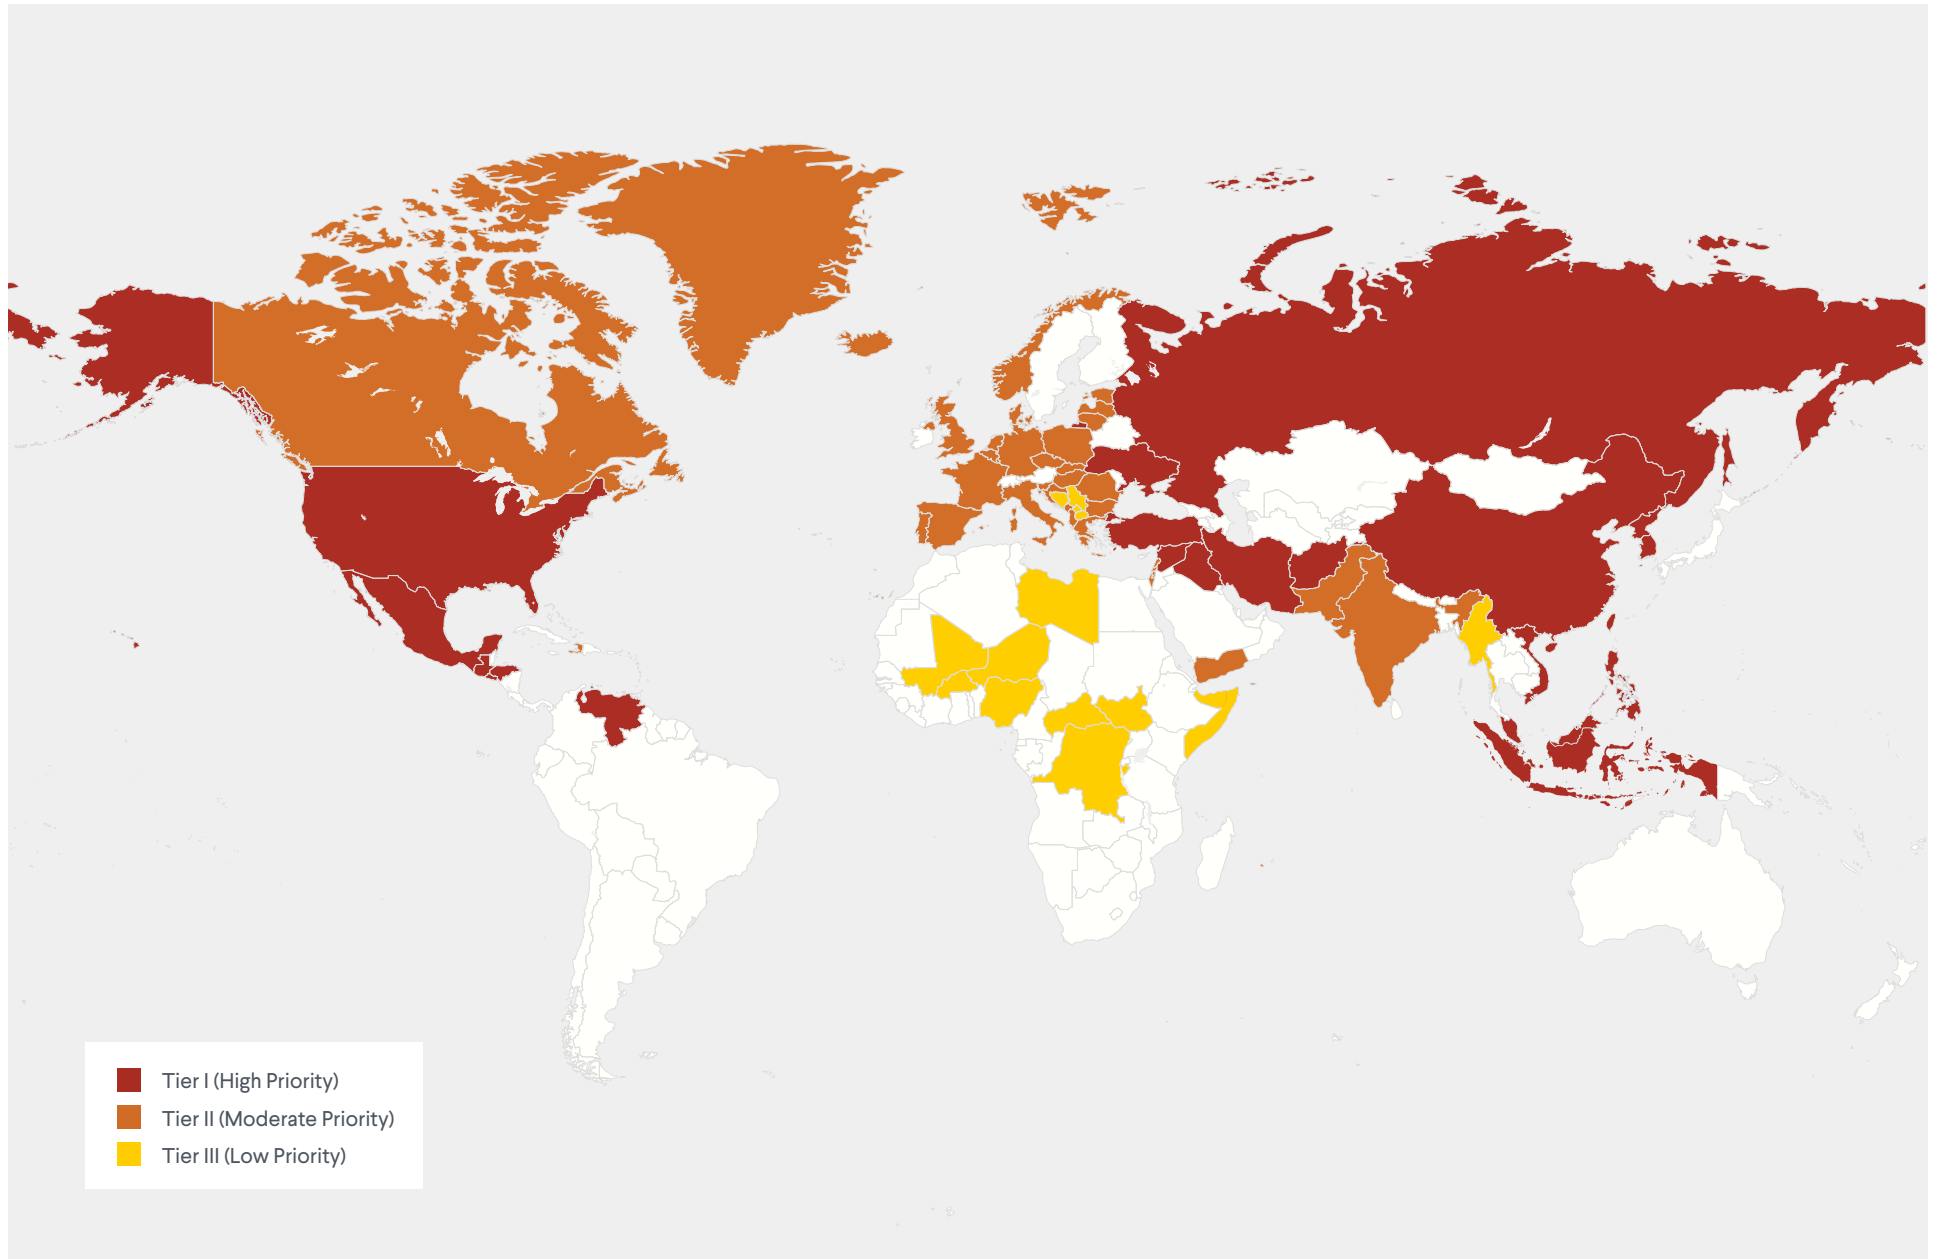 Tier I (High Priority)
Tier II (Moderate Priority)
Tier III (Low Priority)